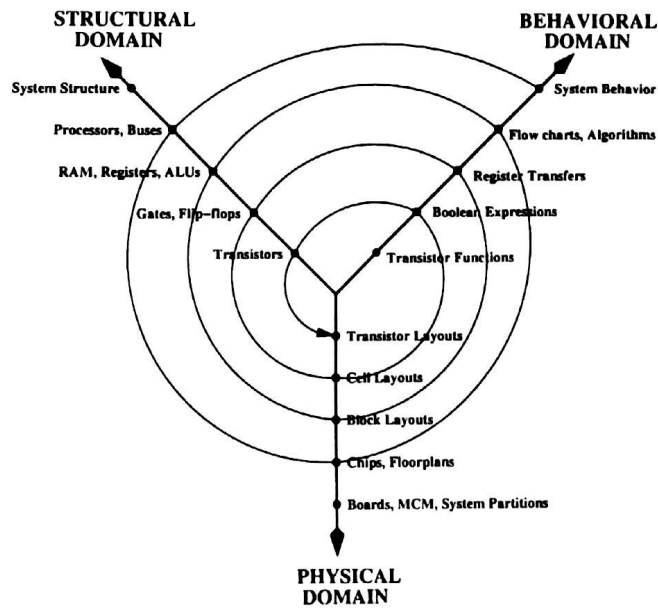 STRUCTURAL
DOMAIN
BEHAVIORAL
DOMAIN
System Structure
System Behavior
Processors, Buses
Flow charts, Algorithms
RAM, Registers, ALUs
Register Transfers
Gates, Flip-flops
Boolean Expressions
Transistors
Transistor Functions
Transistor Layouts
Cell Layouts
Block Layouts
Chips, Floorplans
Boards, MCM, System Partitions
PHYSICAL
DOMAIN